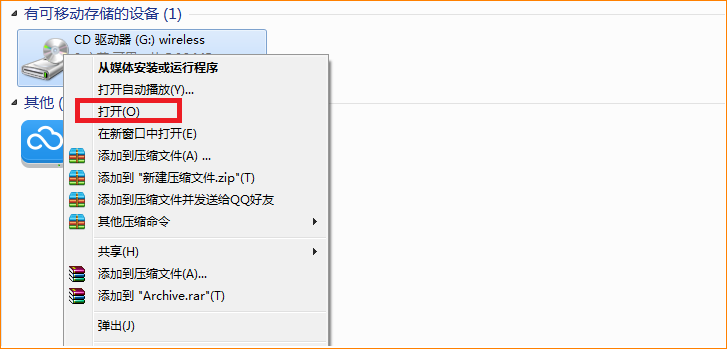 有可移动存储的设备 (1)
CD 驱动器 (G:) wireless
从媒体安装或运行程序
打开自动播放(Y)...
打开(O)
其他 (
在新窗口中打开(E)
添加到压缩文件(A) ...
添加到 "新建压缩文件.zip"(T)
添加到压缩文件并发送给QQ好友
其他压缩命令
共享(H)
添加到压缩文件(A)...
添加到 "Archive.rar"(T)
弹出(J)